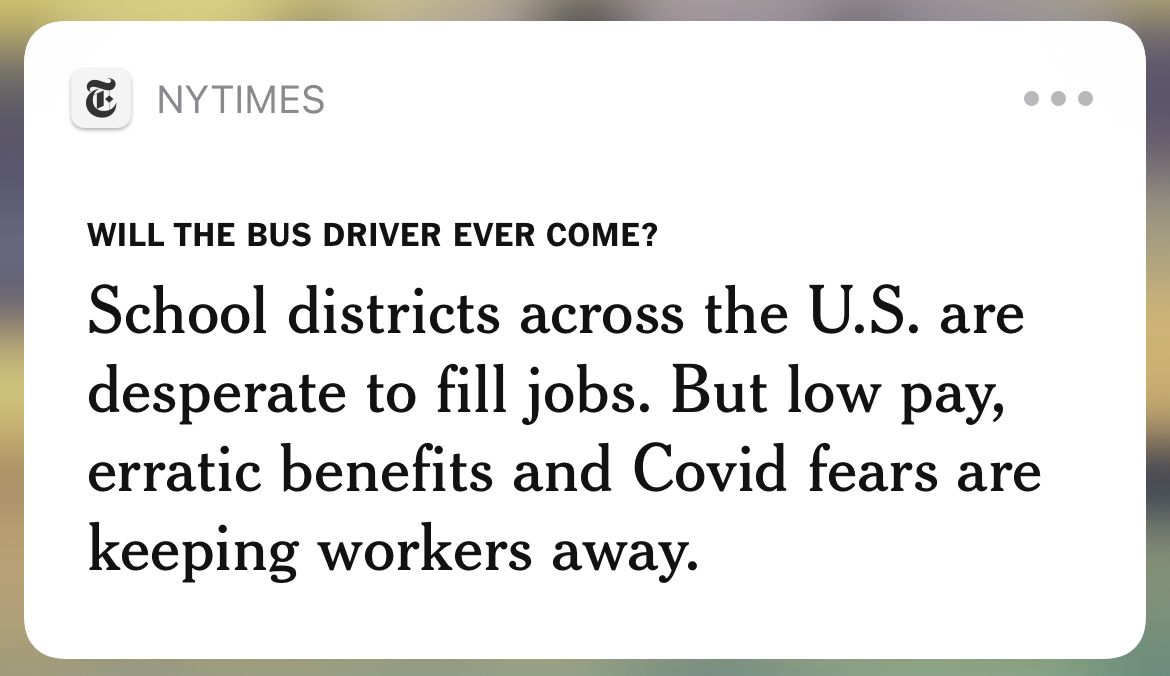 NYTIMES
WILL THE BUS DRIVER EVER COME?
School districts across the U.S. are
desperate to fill jobs. But low pay,
erratic benefits and Covid fears are
keeping workers away.